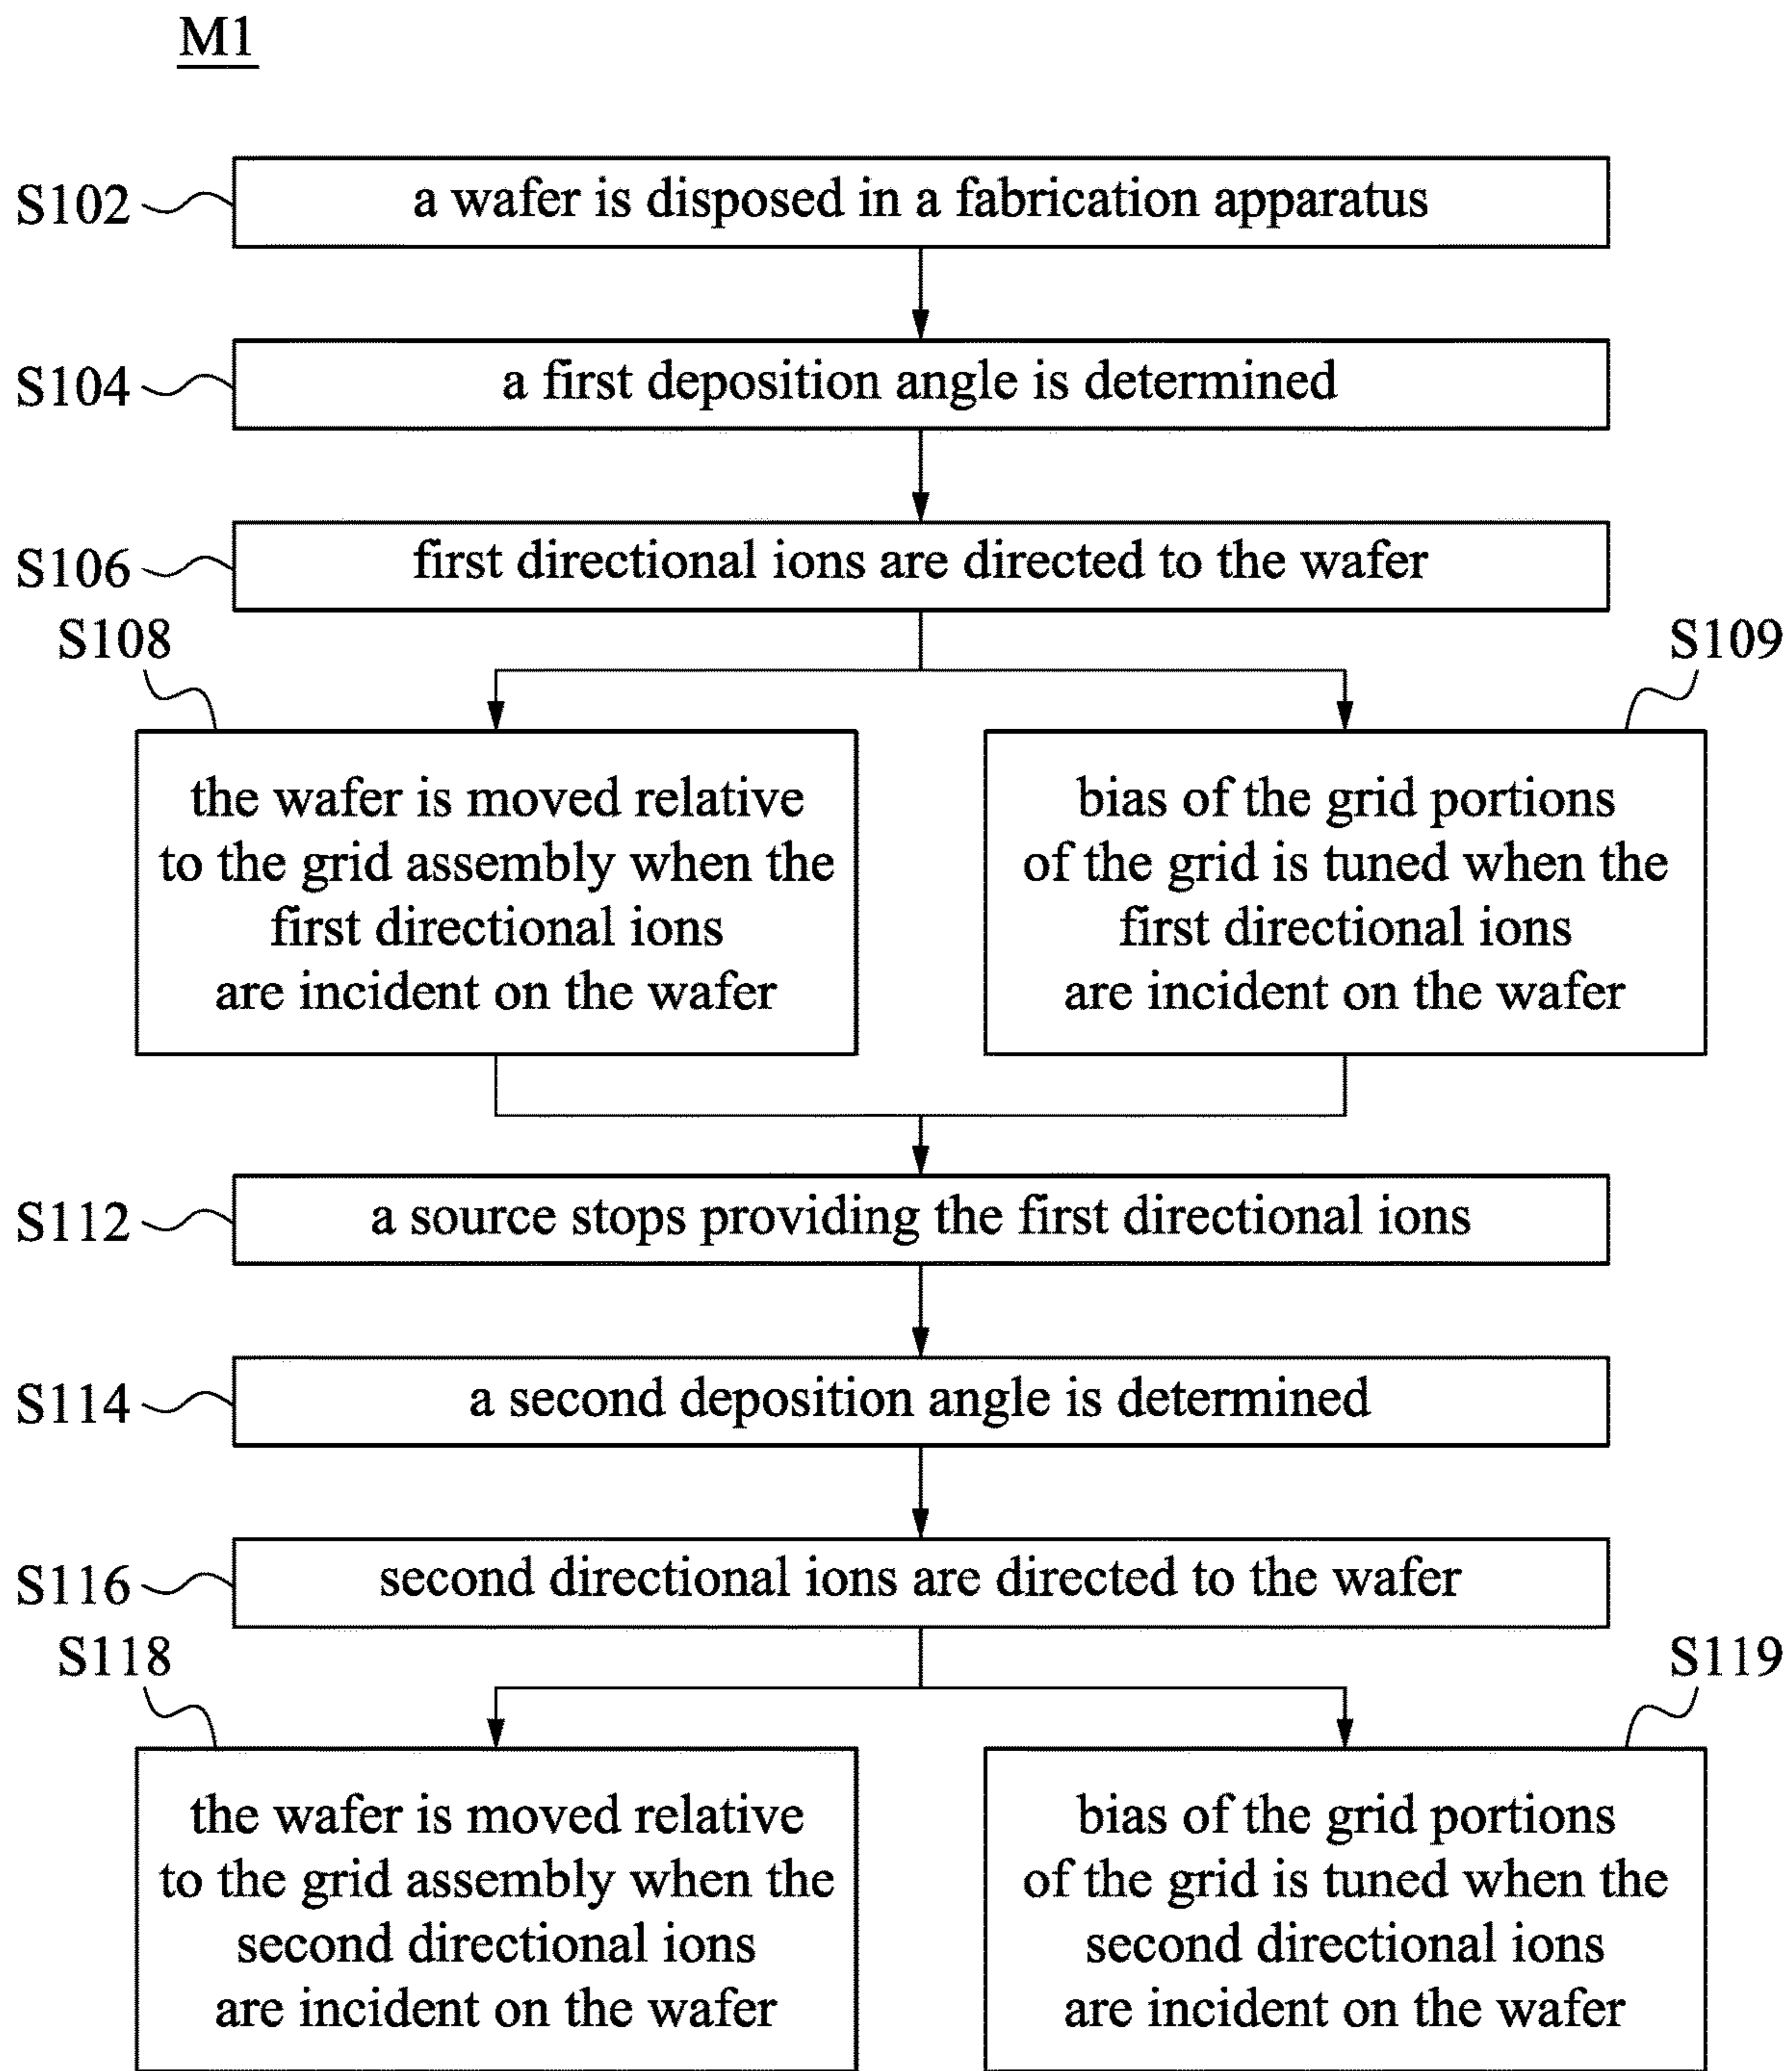 M1
S102
a wafer is disposed in a fabrication apparatus
S104
a first deposition angle is determined
S106
first directional ions are directed to the wafer
S108
the wafer is moved relative
to the grid assembly when the
first directional ions
are incident on the wafer
S109
bias of the grid portions
of the grid is tuned when the
first directional ions
are incident on the wafer
S112
a source stops providing the first directional ions
S114
a second deposition angle is determined
S116
second directional ions are directed to the wafer
S118
the wafer is moved relative
to the grid assembly when the
second directional ions
are incident on the wafer
S119
bias of the grid portions
of the grid is tuned when the
second directional ions
are incident on the wafer